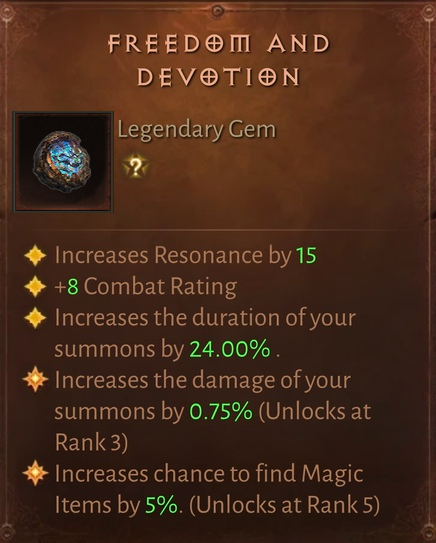 FREEDOM AND
DEVOTION
Legendary Gem
?
Increases Resonance by 15
+8 Combat Rating
Increases the duration of your
summons by 24.00% .
Increases the damage of your
summons by 0.75% (Unlocks at
Rank 3)
Increases chance to find Magic
Items by 5%. (Unlocks at Rank 5)